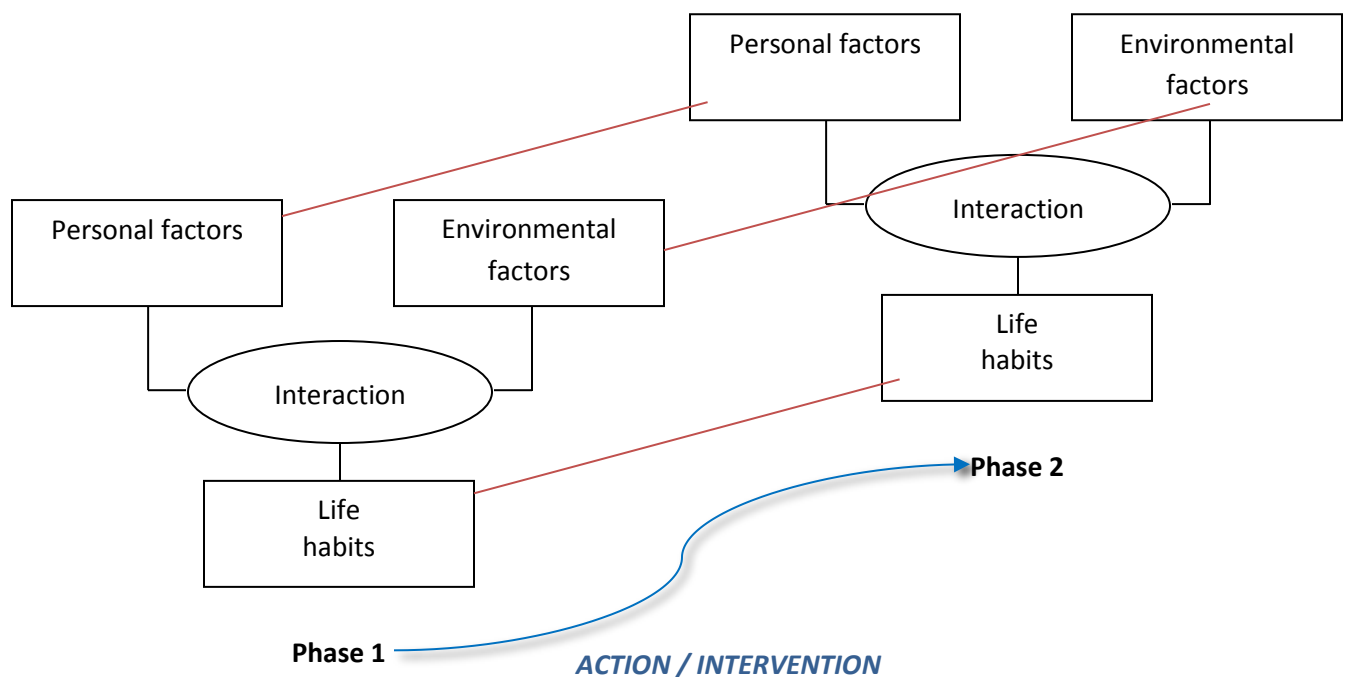 Personal factors
Environmental
factors
Interaction
Life
habits
Personal factors
Environmental
factors
Interaction
Life
habits
Phase 2
Phase 1
ACTION / INTERVENTION